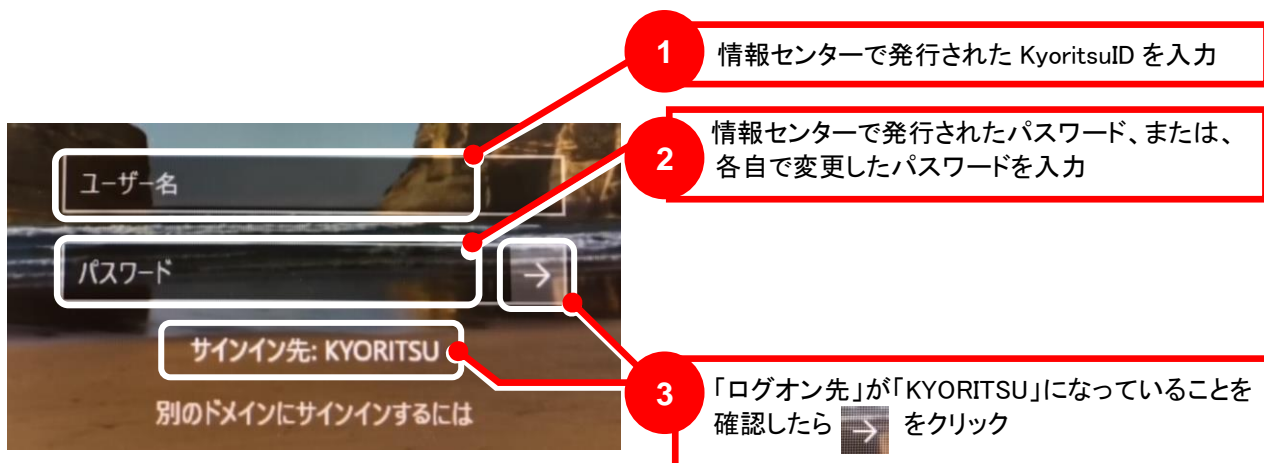 1
情報センターで発行された KyoritsuID を入力
2
情報センターで発行されたパスワード、または、
各自で変更したパスワードを入力
ユーザー名
パスワード
→
サインイン先: KYORITSU
別のドメインにサインインするには
3
「ログオン先」が「KYORITSU」になっていることを
確認したら → をクリック